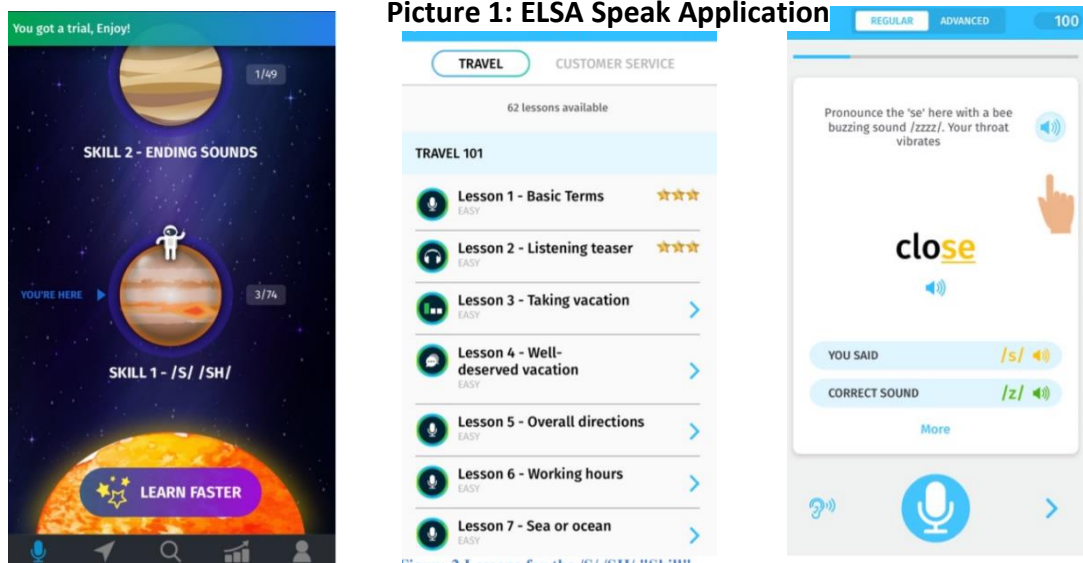 Picture 1: ELSA Speak Application
You got a trial, Enjoy!
1/49
SKILL 2 - ENDING SOUNDS
YOU'RE HERE
3/74
SKILL 1 - /S/ /SH/
LEARN FASTER
TRAVEL CUSTOMER SERVICE
62 lessons available
TRAVEL 101
Lesson 1 - Basic Terms
EASY
Lesson 2 - Listening teaser
EASY
Lesson 3 - Taking vacation
EASY
Lesson 4 - Well-
deserved vacation
EASY
Lesson 5 - Overall directions
EASY
Lesson 6 - Working hours
EASY
Lesson 7 - Sea or ocean
EASY
REGULAR ADVANCED 100
Pronounce the 'se' here with a bee
buzzing sound /zzzz/. Your throat
vibrates
close
YOU SAID /s/
CORRECT SOUND /z/
More